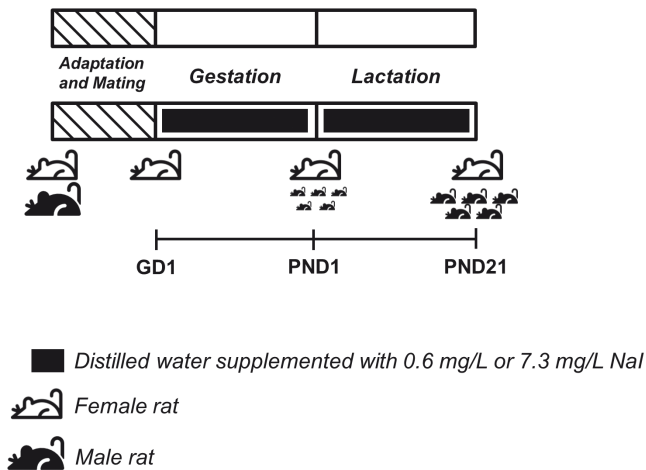 Adaptation
and Mating
Gestation
Lactation
GD1
PND1
PND21
Distilled water supplemented with 0.6 mg/L or 7.3 mg/L NaI
Female rat
Male rat